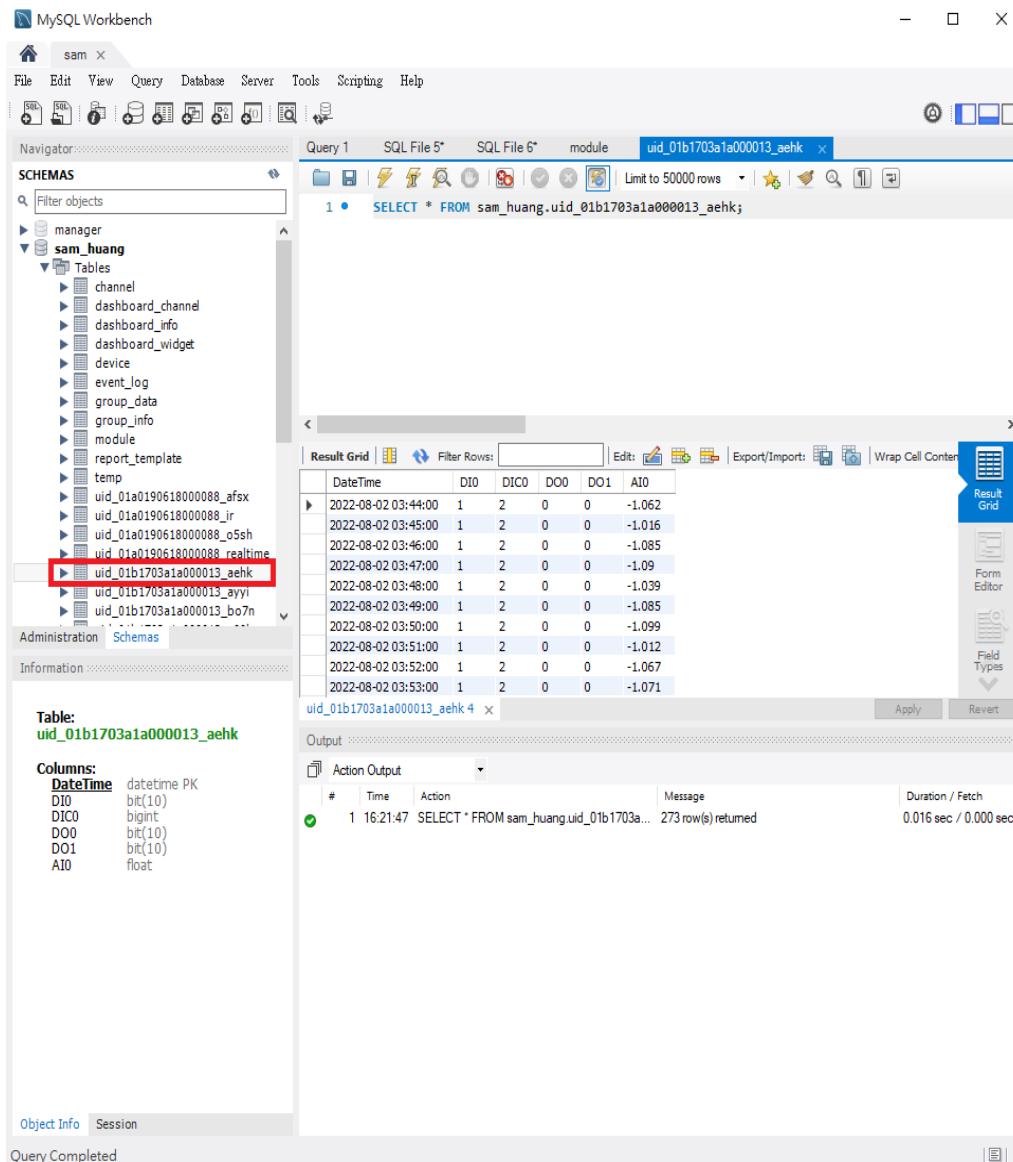 MySQL Workbench
sam
File Edit View Query Database Server Tools Scripting Help
Navigator
SCHEMAS
Filter objects
manager
sam_huang
Tables
channel
dashboard_channel
dashboard_info
dashboard_widget
device
event_log
group_data
group_info
module
report_template
temp
uid_01a0190618000088_afsx
uid_01a0190618000088_ir
uid_01a0190618000088_o5sh
uid_01a0190618000088_realtime
uid_01b1703a1a000013_aehk
uid_01b1703a1a000013_ayyi
uid_01b1703a1a000013_bo7n
Administration Schemas
Information
Table:
uid_01b1703a1a000013_aehk
Columns:
DateTime datetime PK
DI0 bit(10)
DIC0 bigint
DO0 bit(10)
DO1 bit(10)
AI0 float
Object Info Session
Query Completed
Query 1 SQL File 5* SQL File 6* module uid_01b1703a1a000013_aehk
Limit to 50000 rows
1 SELECT * FROM sam_huang.uid_01b1703a1a000013_aehk;
Result Grid Filter Rows: Edit: Export/Import: Wrap Cell Conten
DateTime DI0 DIC0 DO0 DO1 AI0
2022-08-02 03:44:00 1 2 0 0 -1.062
2022-08-02 03:45:00 1 2 0 0 -1.016
2022-08-02 03:46:00 1 2 0 0 -1.085
2022-08-02 03:47:00 1 2 0 0 -1.09
2022-08-02 03:48:00 1 2 0 0 -1.039
2022-08-02 03:49:00 1 2 0 0 -1.085
2022-08-02 03:50:00 1 2 0 0 -1.099
2022-08-02 03:51:00 1 2 0 0 -1.012
2022-08-02 03:52:00 1 2 0 0 -1.067
2022-08-02 03:53:00 1 2 0 0 -1.071
Result
Grid
Form
Editor
Field
Types
uid_01b1703a1a000013_aehk 4
Apply Revert
Output
Action Output
# Time Action Message Duration / Fetch
1 16:21:47 SELECT * FROM sam_huang.uid_01b1703a... 273 row(s) returned 0.016 sec / 0.000 sec